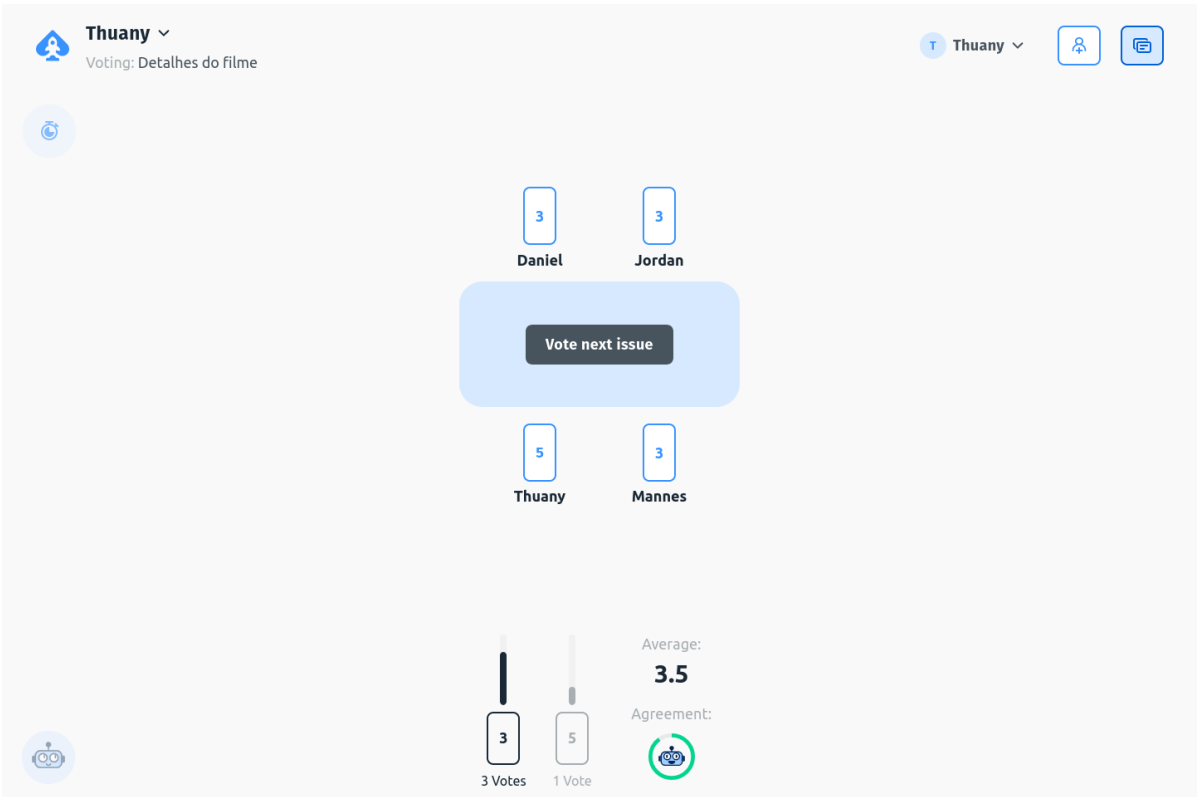 Thuany
Voting: Detalhes do filme
T Thuany
3 3
Daniel Jordan
Vote next issue
5 3
Thuany Mannes
Average:
3.5
Agreement:
3 5
3 Votes 1 Vote